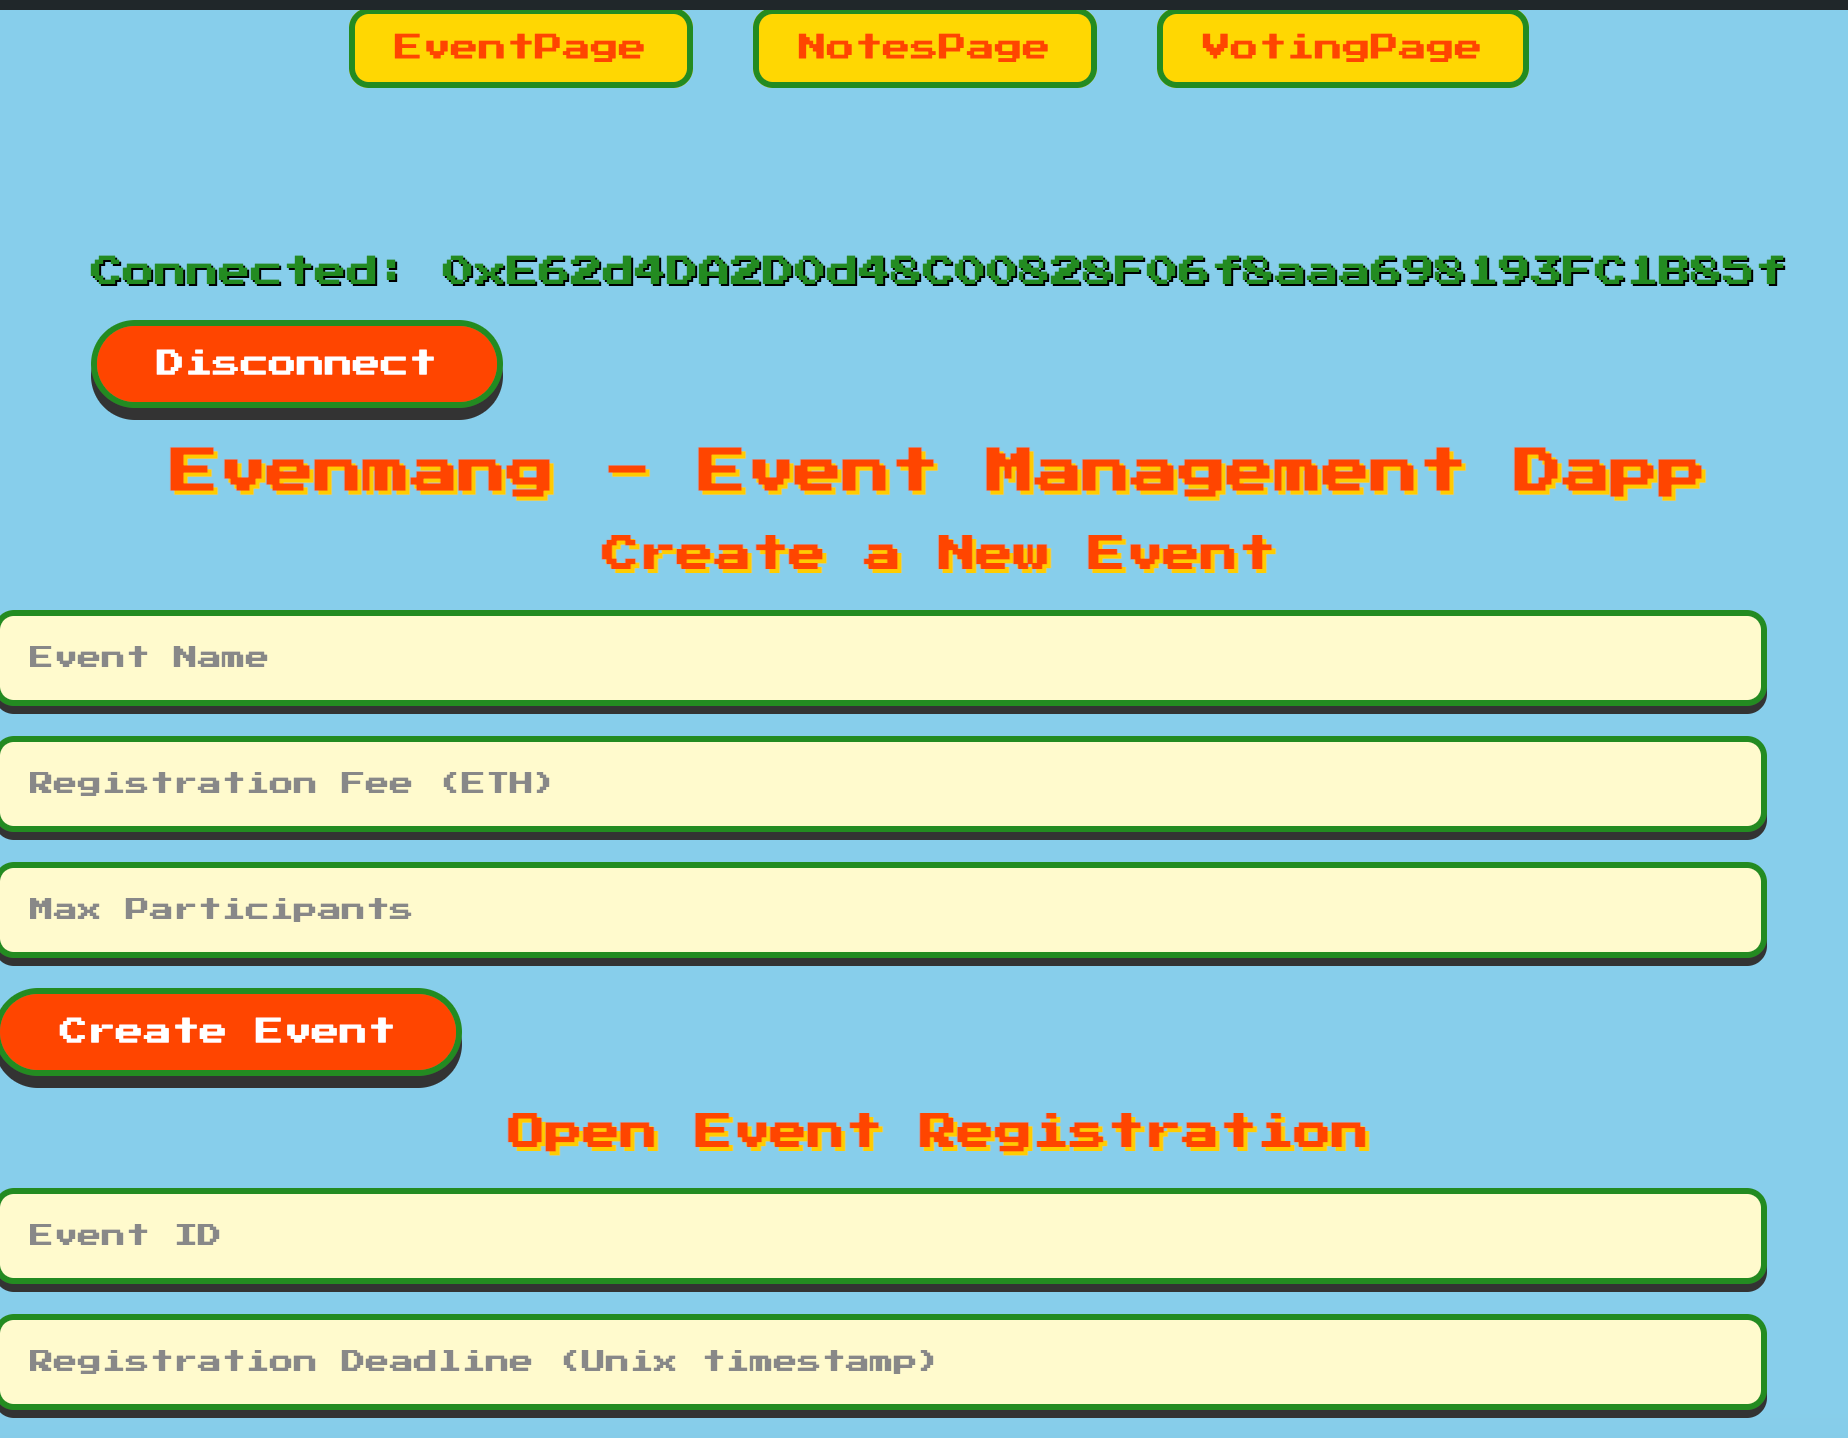 EventPage NotesPage VotingPage
Connected: 0xE62d4DA2D0d48C00828F06f8aaa698193FC1B85f
Disconnect
Evenmang - Event Management Dapp
Create a New Event
Event Name
Registration Fee (ETH)
Max Participants
Create Event
Open Event Registration
Event ID
Registration Deadline (Unix timestamp)